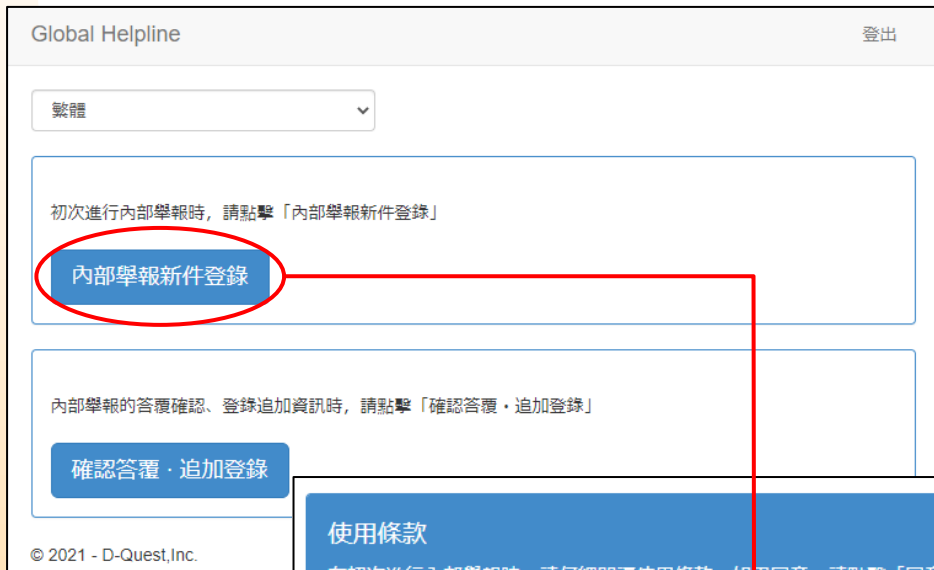 Global Helpline
登出
繁體
初次進行內部舉報時，請點擊「內部舉報新件登錄」
內部舉報新件登錄
內部舉報的答覆確認、登錄追加資訊時，請點擊「確認答覆・追加登錄」
確認答覆・追加登錄
使用條款
© 2021 - D-Quest,Inc.